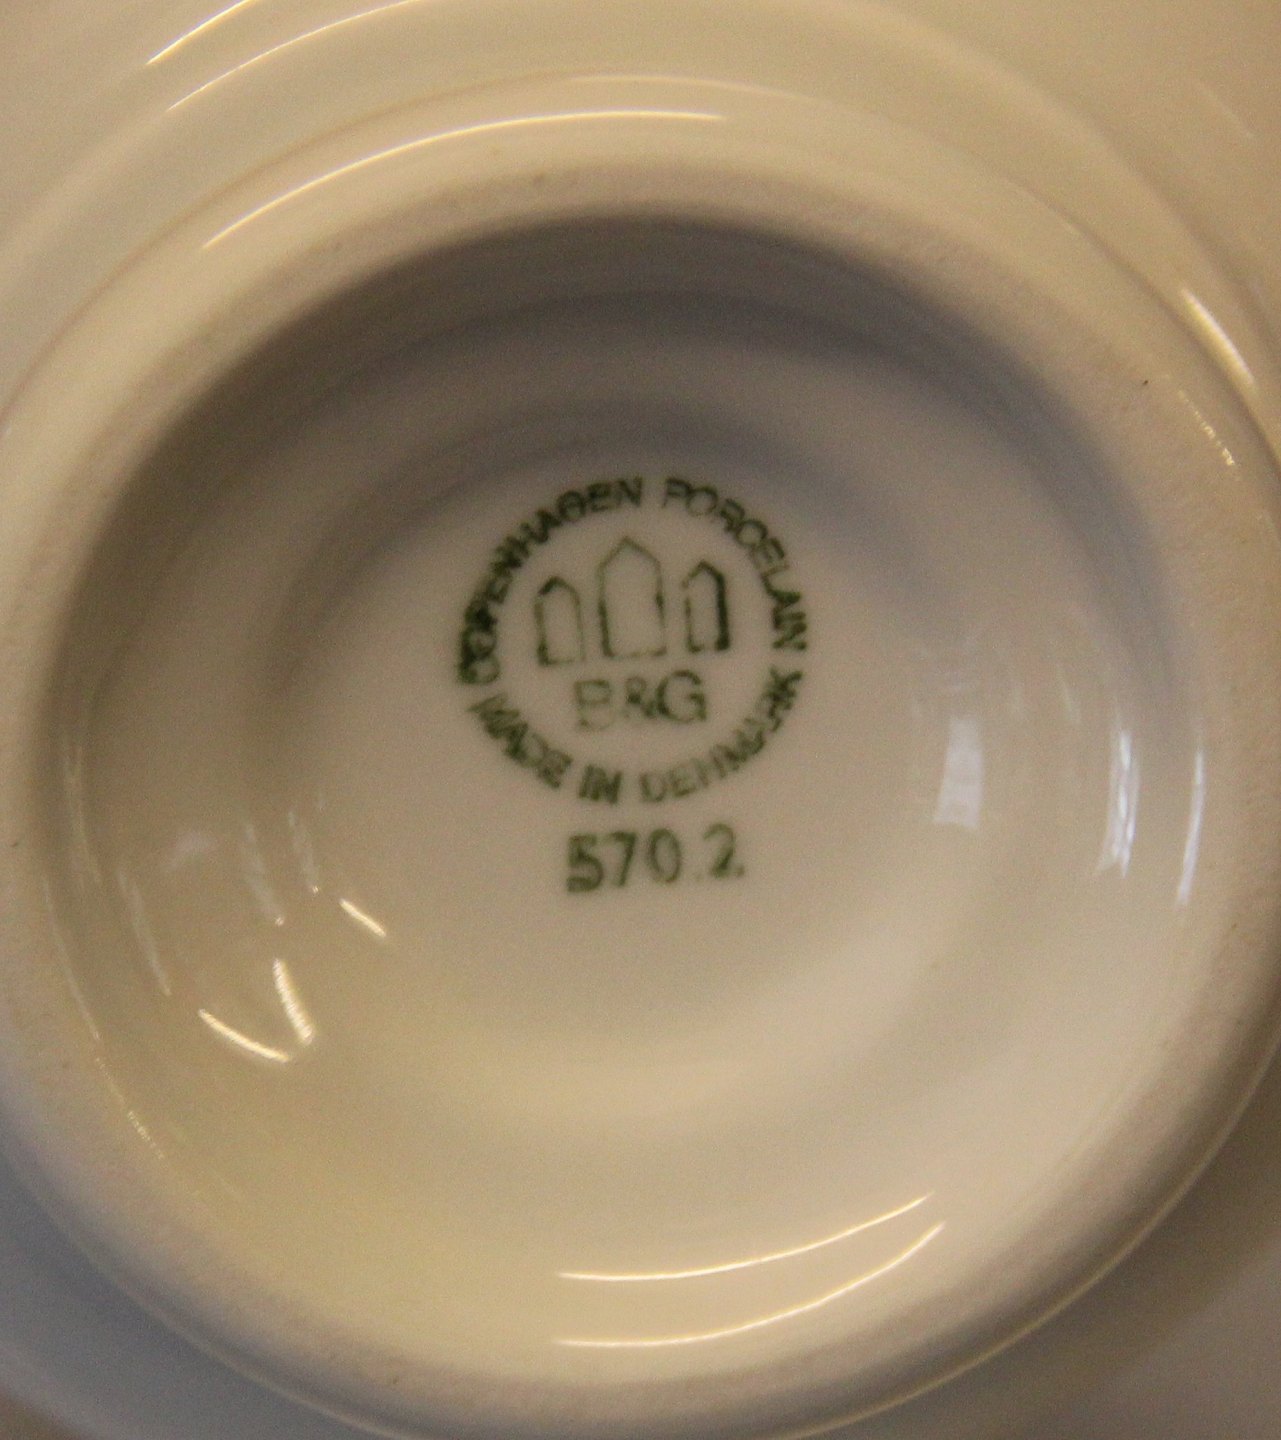 COPENHAGEN PORCELAIN
B&G
MADE IN DENMARK
570.2